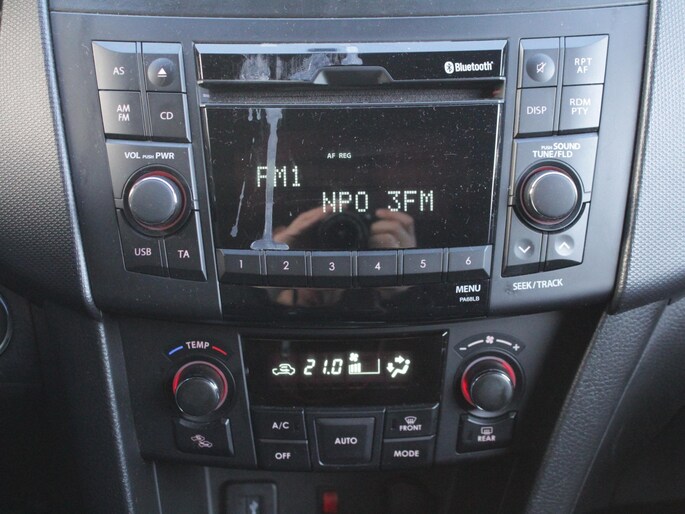 Bluetooth
AS
AM
FM
CD
RPT
AF
DISP
RDM
PTY
VOL PUSH PWR
PUSH SOUND
TUNE/FLD
AF REG
FM1
NPO 3FM
USB
TA
1 2 3 4 5 6
MENU
PA68LB
SEEK/TRACK
TEMP
21.0
A/C
OFF
AUTO
FRONT
MODE
REAR